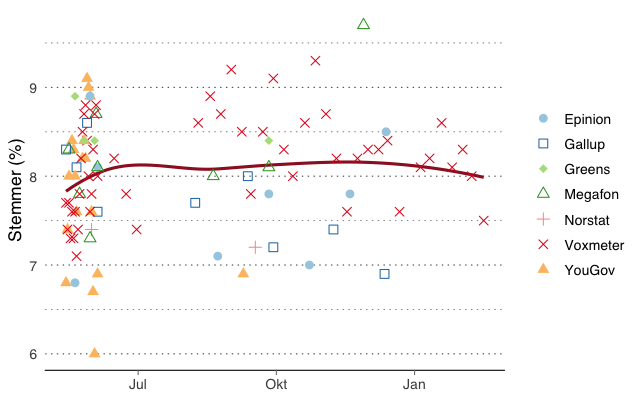 Stemmer (%)
9
8
7
6
Jul
Okt
Jan
Epinion
Gallup
Greens
Megafon
Norstat
Voxmeter
YouGov